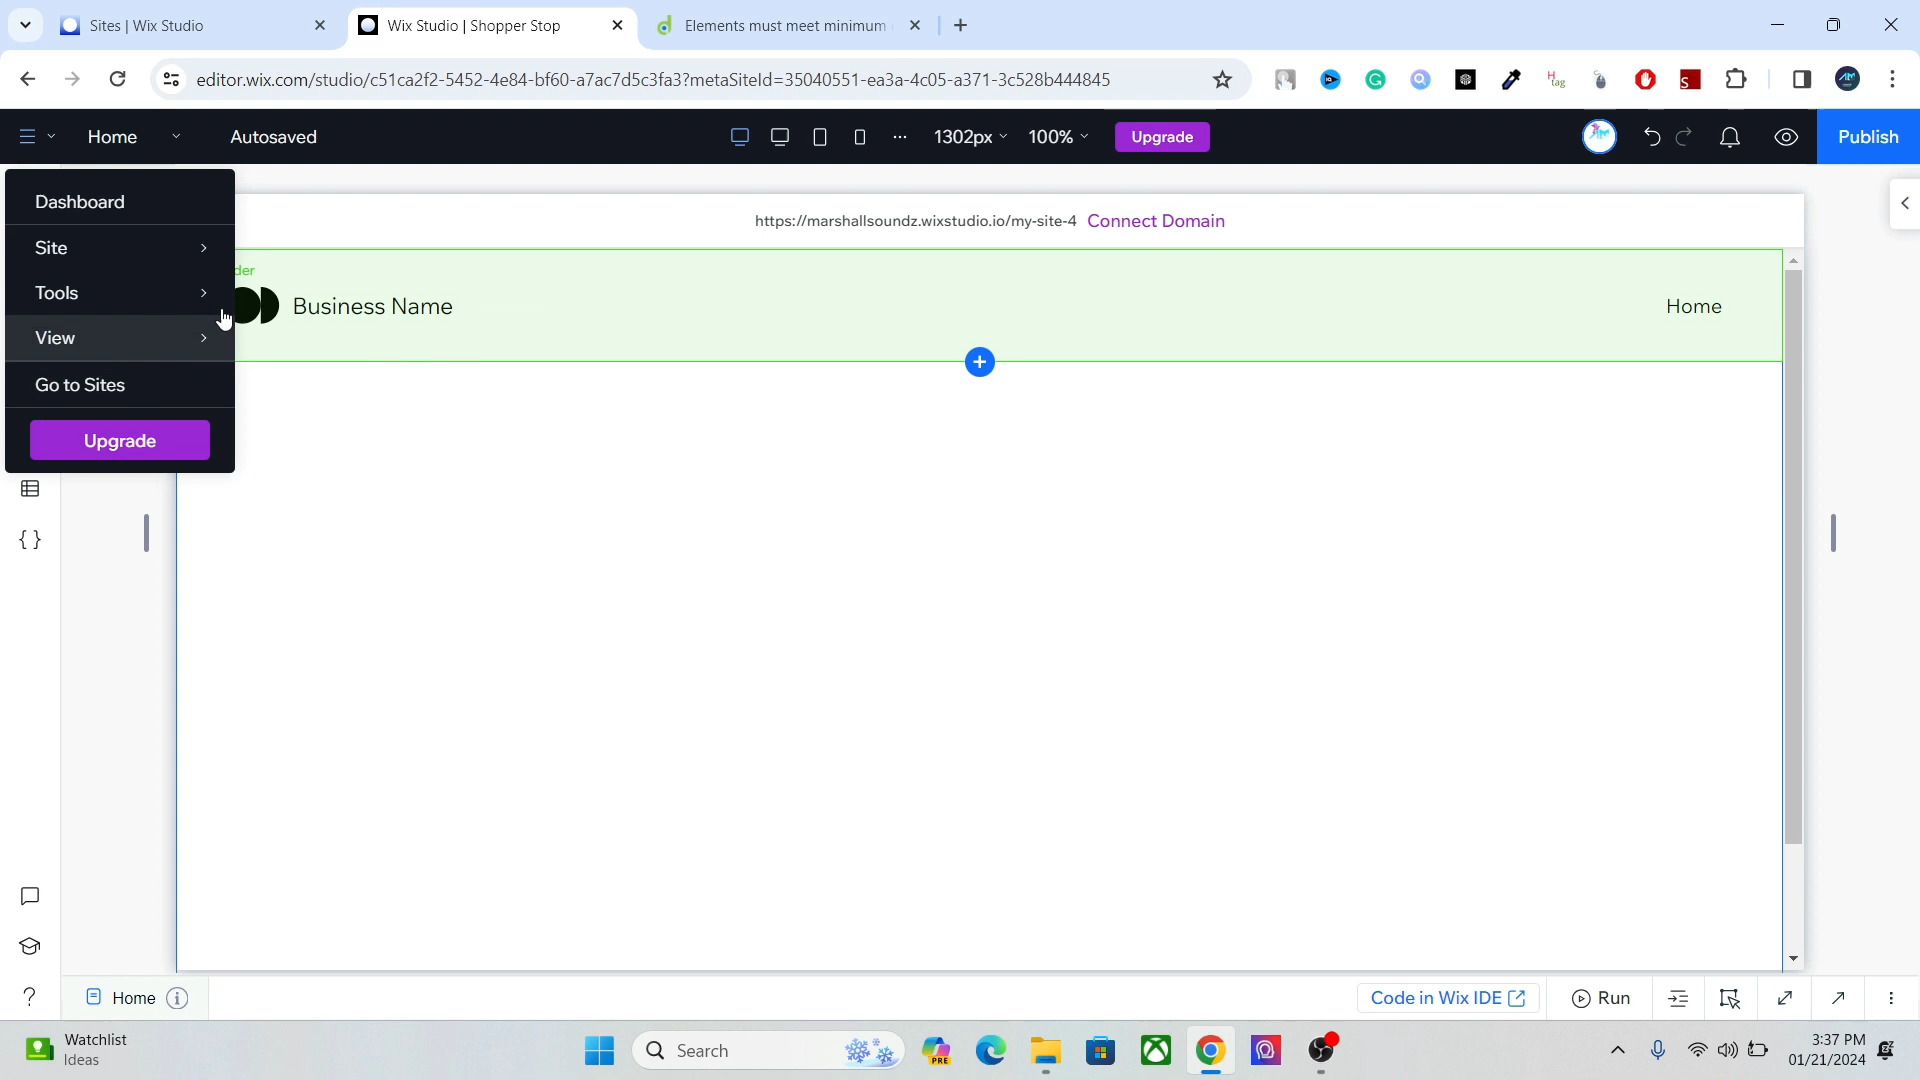 Sites | Wix Studio
Wix Studio | Shopper Stop
Elements must meet minimum
editor.wix.com/studio/c51ca2f2-5452-4e84-bf60-a7ac7d5c3fa3?metaSiteId=35040551-ea3a-4c05-a371-3c528b444845
Home
Autosaved
1302px
100%
Upgrade
Publish
Dashboard
Site
Tools
View
Go to Sites
Upgrade
https://marshallsoundz.wixstudio.io/my-site-4 Connect Domain
der
Business Name
Home
Home
Code in Wix IDE
Run
Watchlist
Ideas
Search
PRE
3:37 PM
01/21/2024